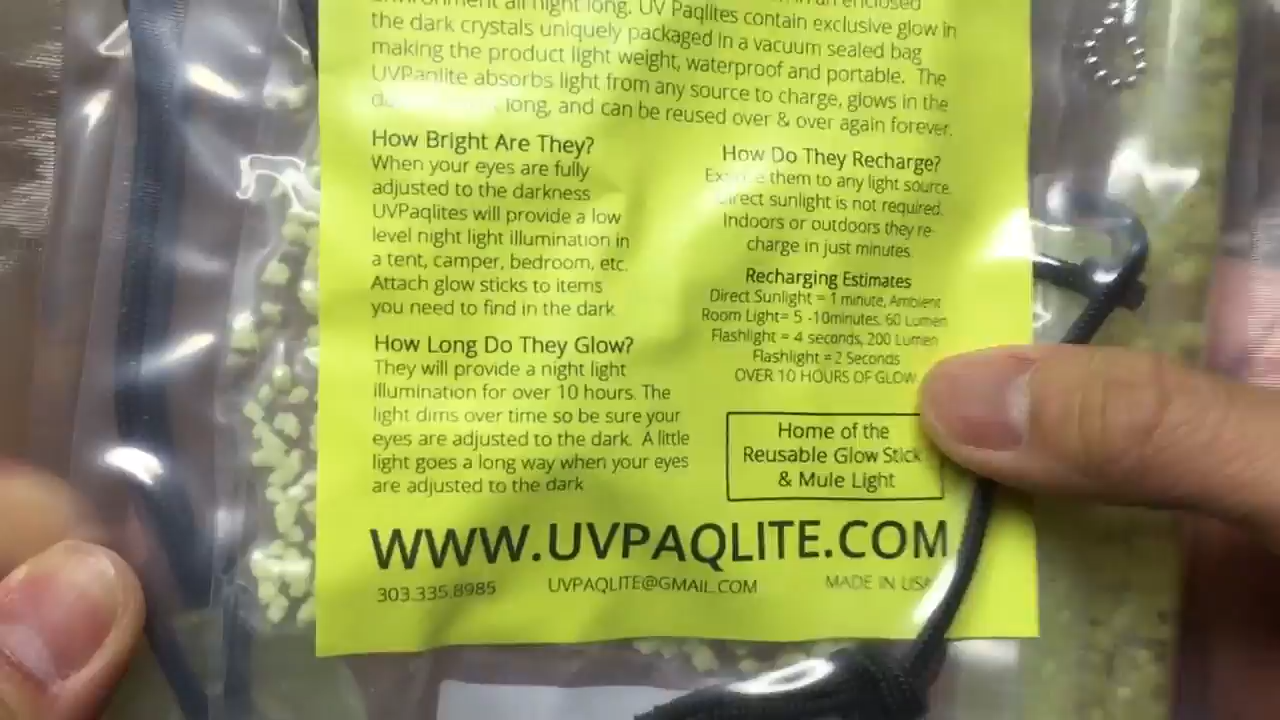 all night long. UV Paqlites contain exclusive glow in
the dark crystals uniquely packaged in a vacuum sealed bag
making the product light weight, waterproof and portable. The
UVPaqlite absorbs light from any source to charge, glows in the
long, and can be reused over & over again forever.
How Bright Are They?
When your eyes are fully
adjusted to the darkness
UVPaqlites will provide a low
level night light illumination in
a tent, camper, bedroom, etc.
Attach glow sticks to items
you need to find in the dark
How Long Do They Glow?
They will provide a night light
illumination for over 10 hours. The
light dims over time so be sure your
eyes are adjusted to the dark. A little
light goes a long way when your eyes
are adjusted to the dark
How Do They Recharge?
them to any light source.
Direct sunlight is not required.
Indoors or outdoors they re-
charge in just minutes.
Recharging Estimates
Direct Sunlight = 1 minute, Ambient
Room Light= 5 -10minutes, 60 Lumen
Flashlight = 4 seconds, 200 Lumen
Flashlight = 2 Seconds
OVER 10 HOURS OF GLOW
Home of the
Reusable Glow Stick
& Mule Light
WWW.UVPAQLITE.COM
303.335.8985 UVPAQLITE@GMAIL.COM MADE IN USA